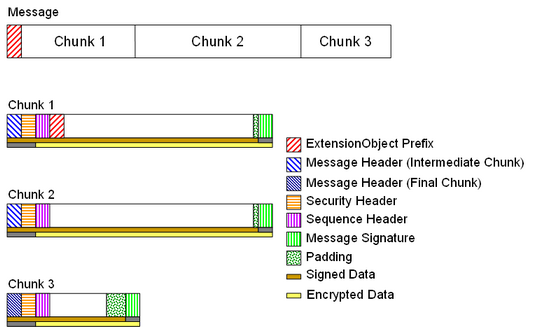 Message
Chunk 1
Chunk 2
Chunk 3
Chunk 1
ExtensionObject Prefix
Message Header (Intermediate Chunk)
Message Header (Final Chunk)
Security Header
Sequence Header
Message Signature
Padding
Signed Data
Encrypted Data
Chunk 2
Chunk 3